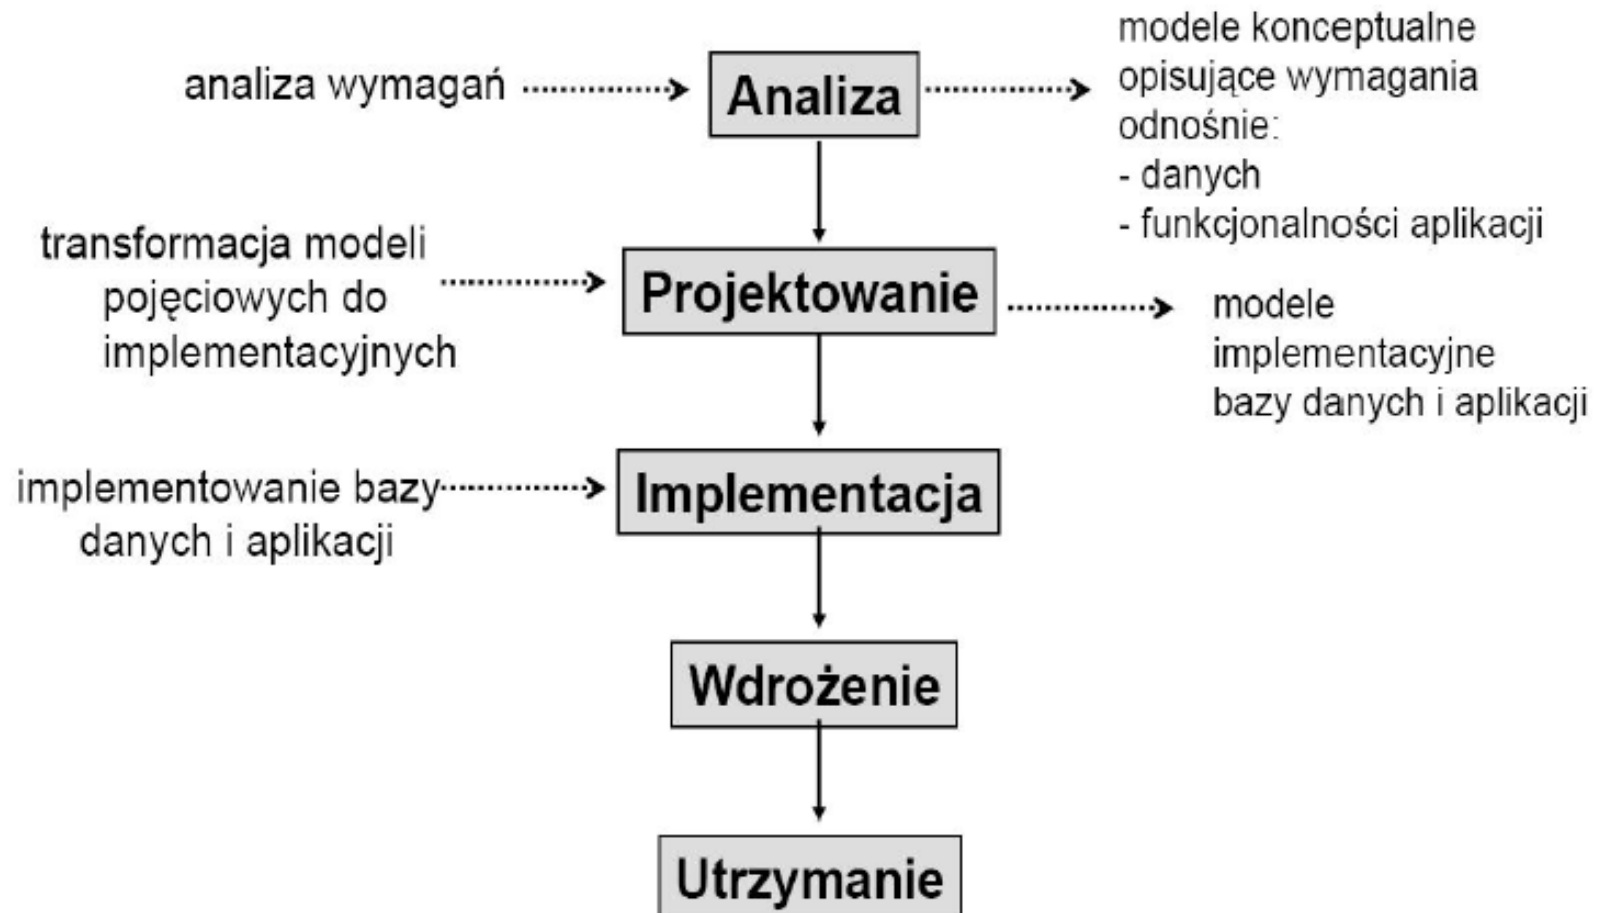 analiza wymagań
Analiza
modele konceptualne
opisujące wymagania
odnośnie:
- danych
- funkcjonalności aplikacji
transformacja modeli
pojęciowych do
implementacyjnych
Projektowanie
modele
implementacyjne
bazy danych i aplikacji
implementowanie bazy
danych i aplikacji
Implementacja
Wdrożenie
Utrzymanie